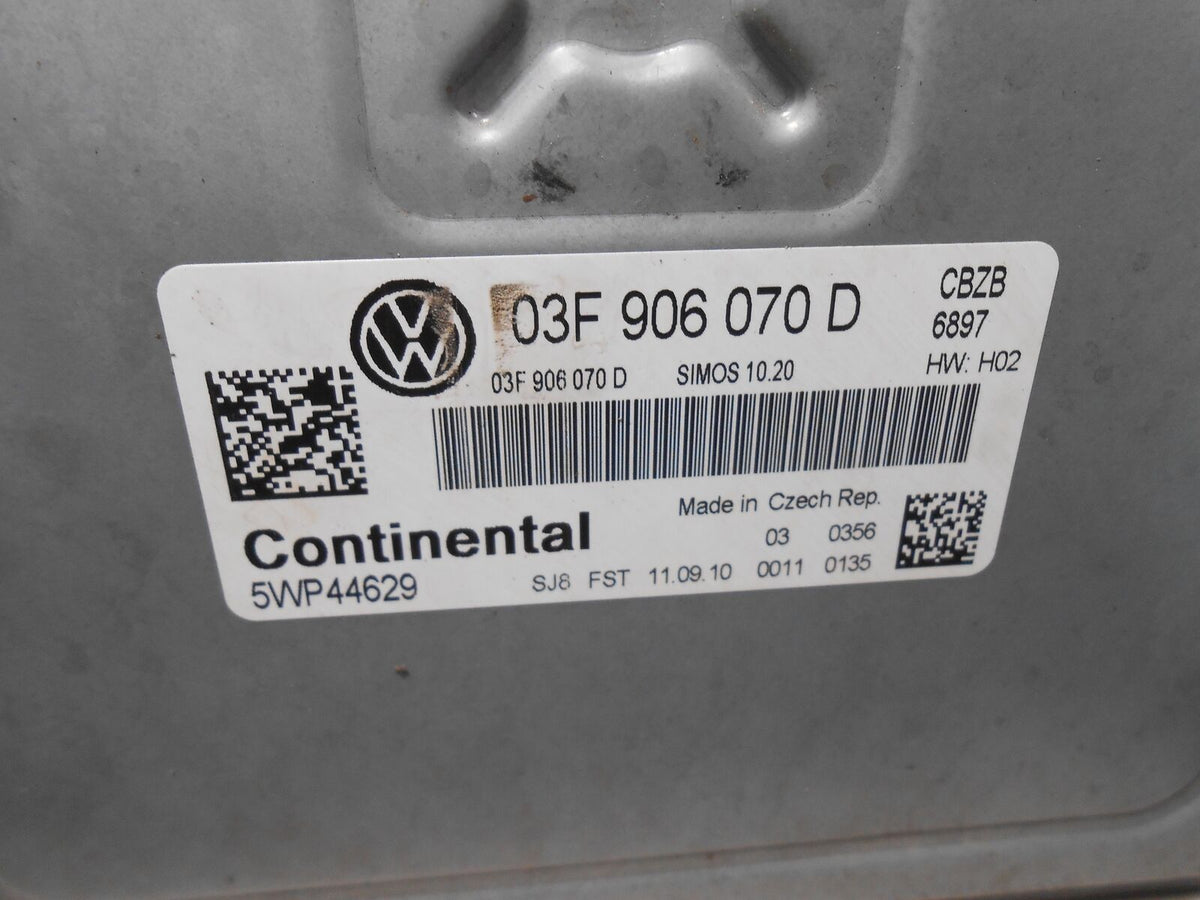 03F 906 070 D
CBZB
6897
03F 906 070 D SIMOS 10.20 HW: H02
Made in Czech Rep.
Continental 03 0356
5WP44629 SJ8 FST 11.09.10 0011 0135